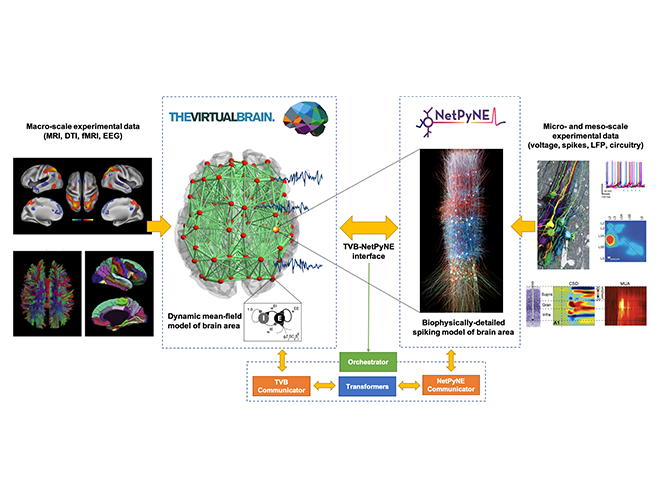 Macro-scale experimental data
(MRI, DTI, fMRI, EEG)
THEVIRTUALBRAIN.
Dynamic mean-field
model of brain area
I
E
EI
EE
TVB-NetPyNE
interface
NetPyNE
Biophysically-detailed
spiking model of brain area
Micro- and meso-scale
experimental data
(voltage, spikes, LFP, circuitry)
CSD
MUA
Supra
Gran
Infra
A1
Orchestrator
TVB
Communicator
Transformers
NetPyNE
Communicator